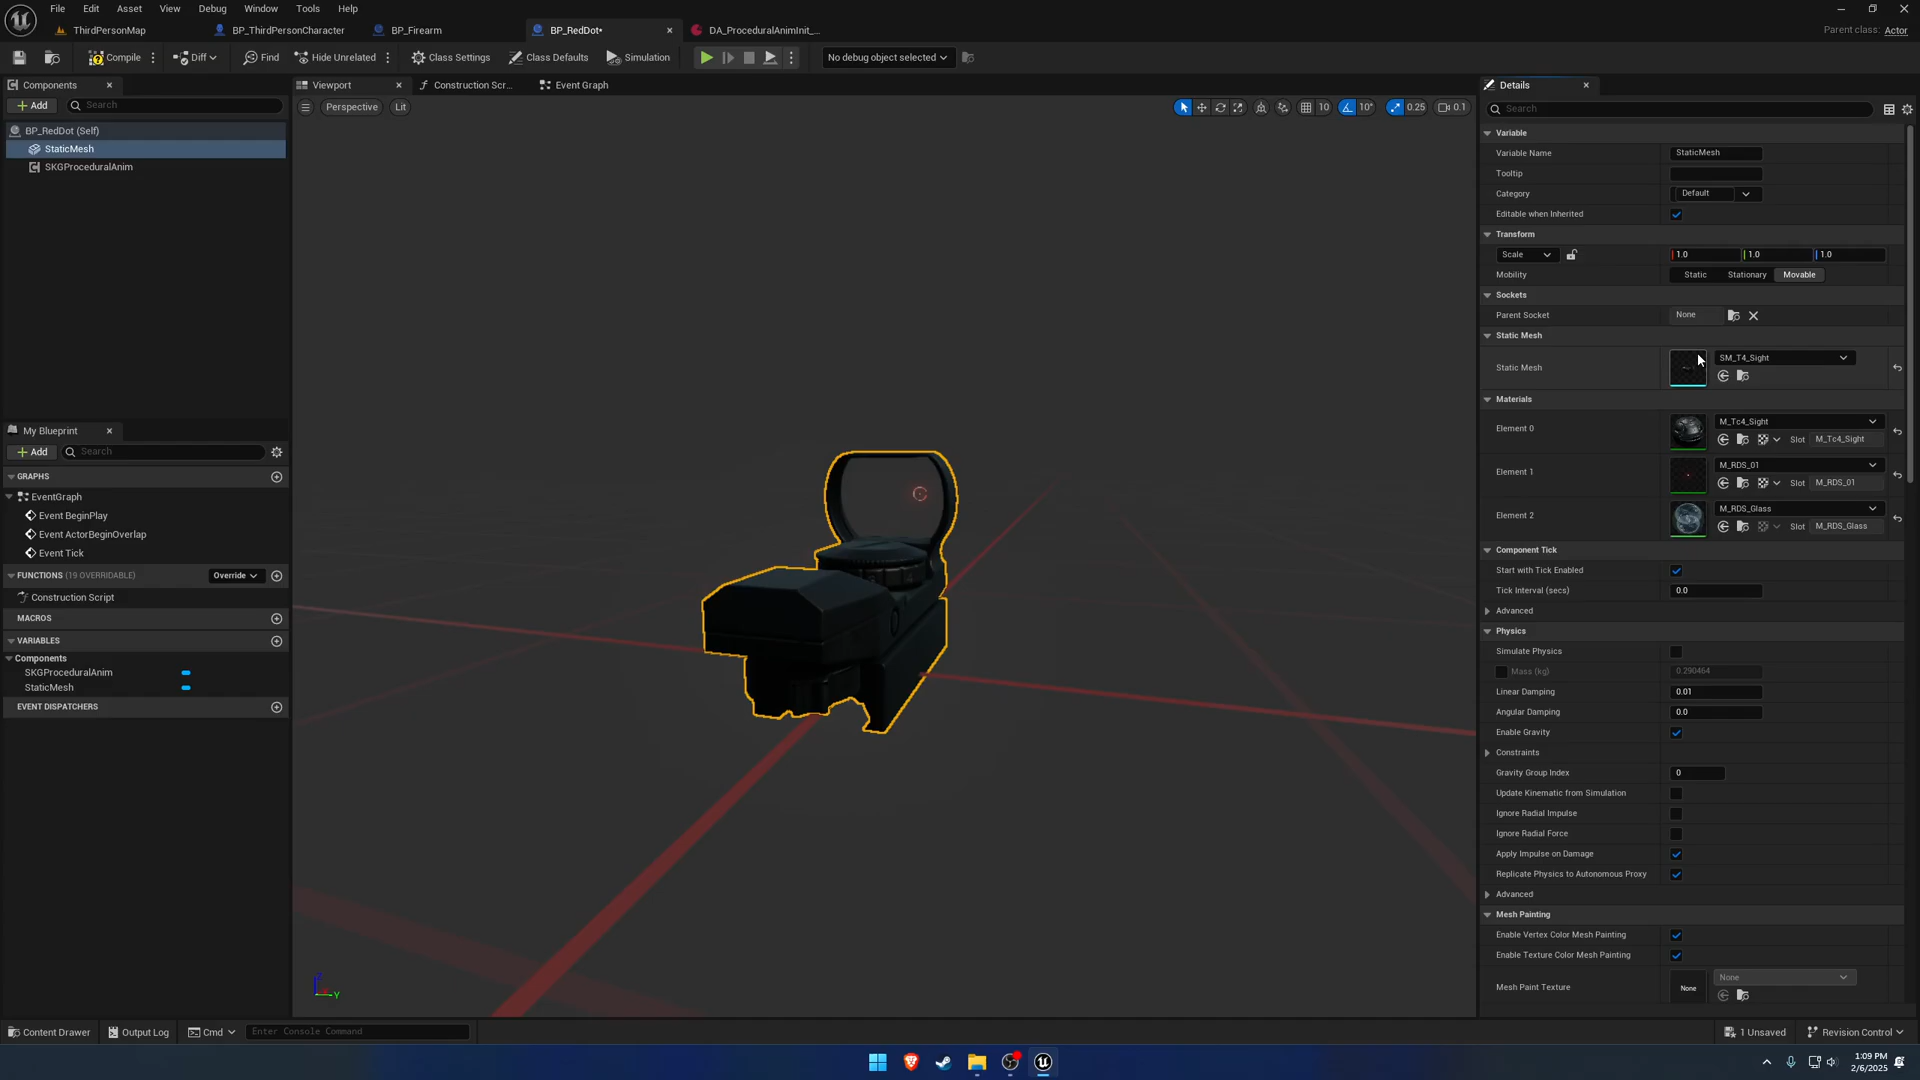 File Edit Asset View Debug Window Tools Help
ThirdPersonMap BP_ThirdPersonCharacter BP_Firearm BP_RedDot• DA_ProceduralAnimInit_... Parent class: Actor
Compile Diff Find Hide Unrelated Class Settings Class Defaults Simulation No debug object selected
Components
Add Search
BP_RedDot (Self)
StaticMesh
SKGProceduralAnim
My Blueprint
Add Search
GRAPHS
EventGraph
Event BeginPlay
Event ActorBeginOverlap
Event Tick
FUNCTIONS (19 OVERRIDABLE) Override
Construction Script
MACROS
VARIABLES
Components
SKGProceduralAnim
StaticMesh
EVENT DISPATCHERS
Viewport Construction Scr... Event Graph
Perspective Lit 10 10° 0.25 0.1
Y
Details
Search
Variable
Variable Name StaticMesh
Tooltip
Category Default
Editable when Inherited
Transform
Scale 1.0 1.0 1.0
Mobility Static Stationary Movable
Sockets
Parent Socket None
Static Mesh
Static Mesh SM_T4_Sight
Materials
Element 0 M_Tc4_Sight
Slot M_Tc4_Sight
Element 1 M_RDS_01
Slot M_RDS_01
Element 2 M_RDS_Glass
Slot M_RDS_Glass
Component Tick
Start with Tick Enabled
Tick Interval (secs) 0.0
Advanced
Physics
Simulate Physics
Mass (kg) 0.290464
Linear Damping 0.01
Angular Damping 0.0
Enable Gravity
Constraints
Gravity Group Index 0
Update Kinematic from Simulation
Ignore Radial Impulse
Ignore Radial Force
Apply Impulse on Damage
Replicate Physics to Autonomous Proxy
Advanced
Mesh Painting
Enable Vertex Color Mesh Painting
Enable Texture Color Mesh Painting
Mesh Paint Texture None None
Content Drawer Output Log Cmd Enter Console Command 1 Unsaved Revision Control
1:09 PM
2/6/2025